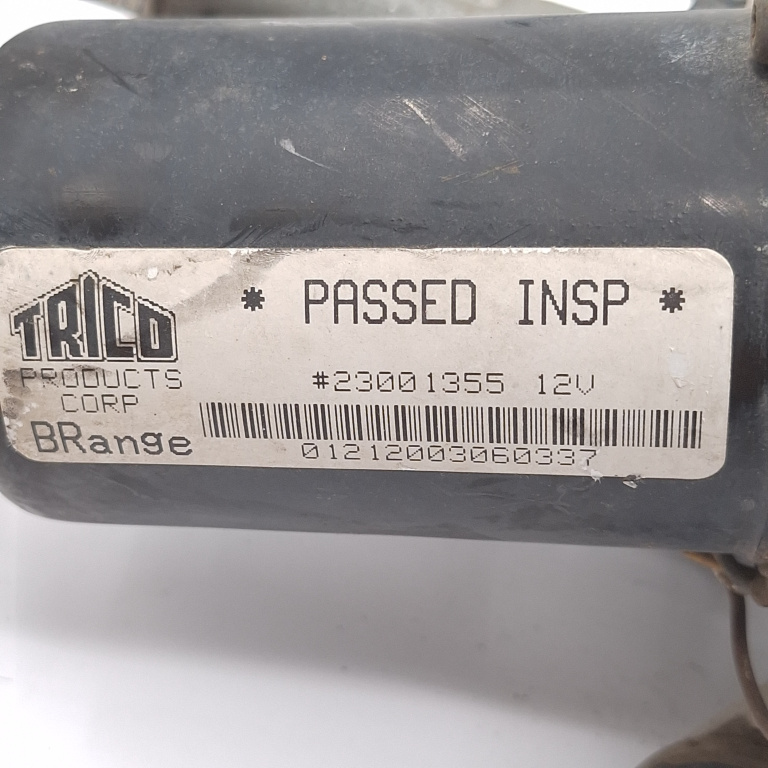 TRICO
PRODUCTS
CORP
BRange
* PASSED INSP *
#23001355 12V
01212003060337